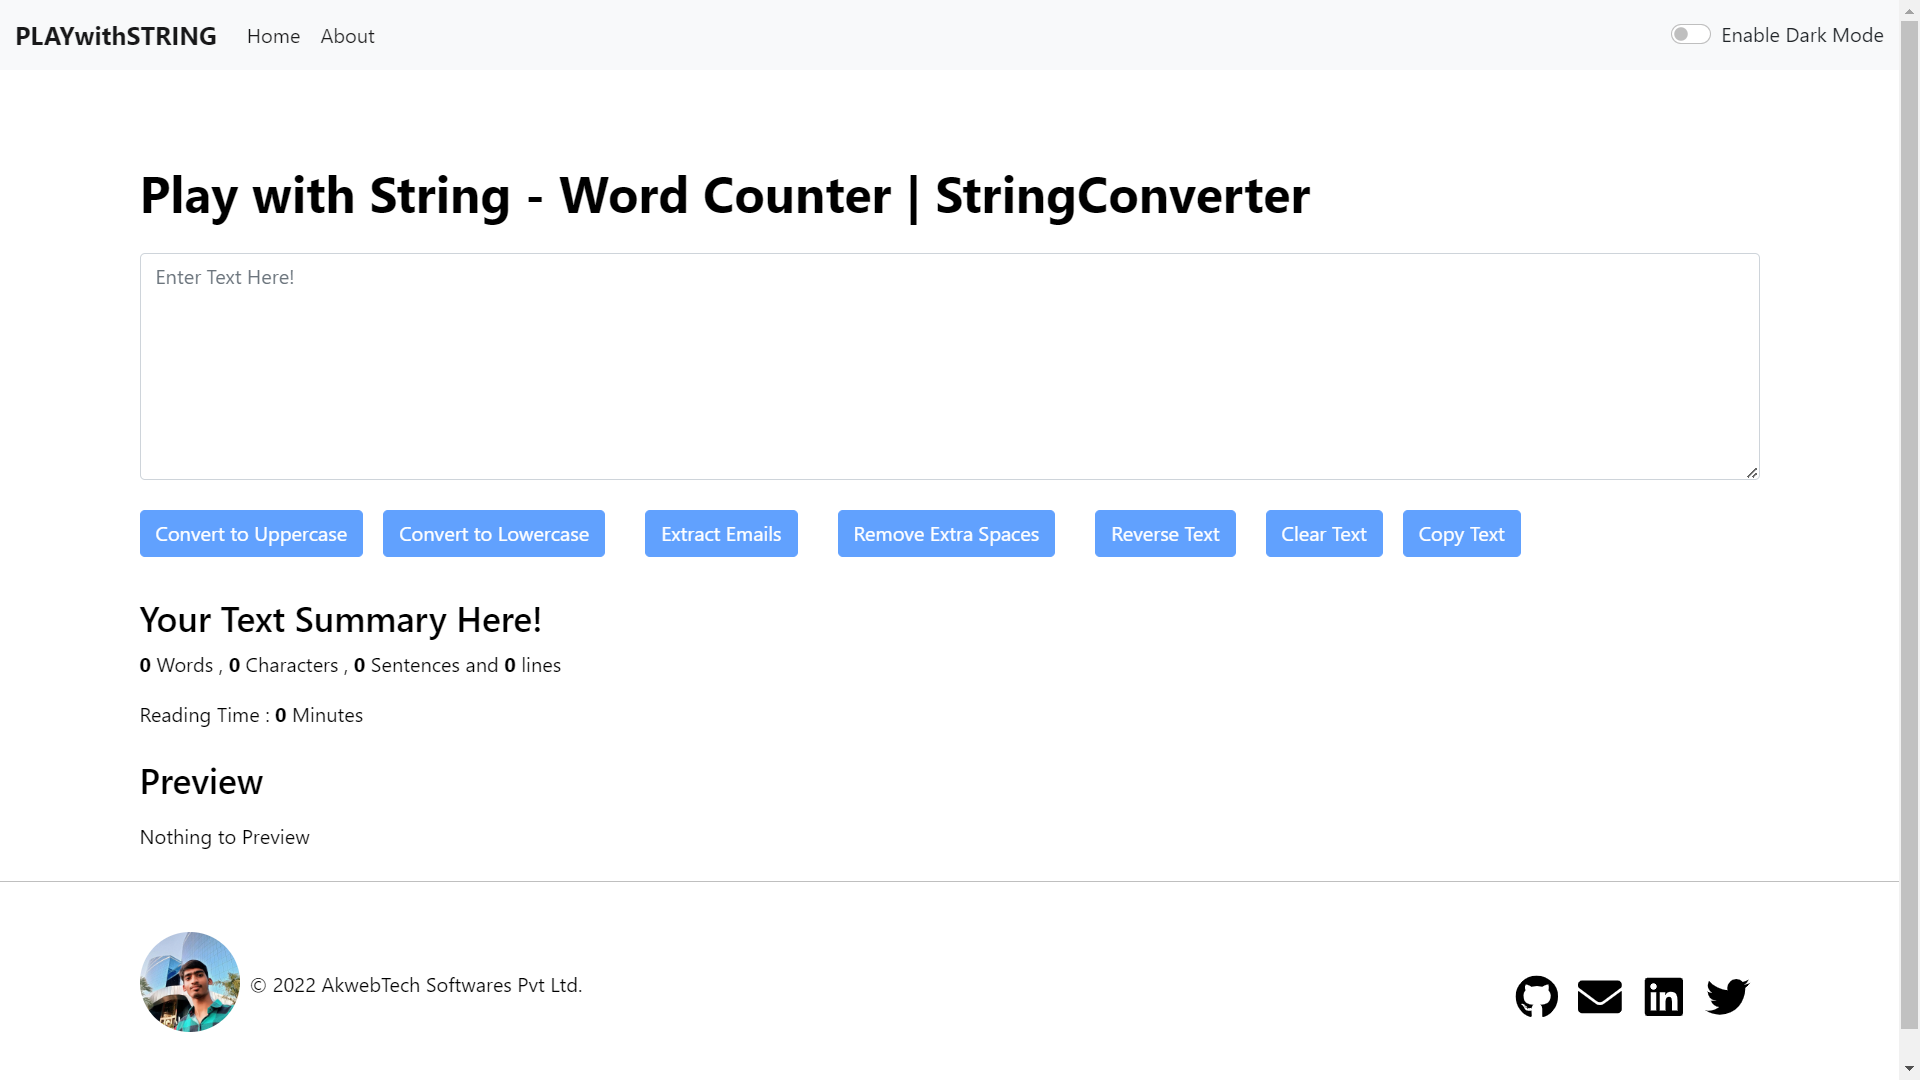 PLAYwithSTRING Home About Enable Dark Mode
Play with String - Word Counter | StringConverter
Enter Text Here!
Convert to Uppercase Convert to Lowercase Extract Emails Remove Extra Spaces Reverse Text Clear Text Copy Text
Your Text Summary Here!
0 Words , 0 Characters , 0 Sentences and 0 lines
Reading Time : 0 Minutes
Preview
Nothing to Preview
© 2022 AkwebTech Softwares Pvt Ltd.